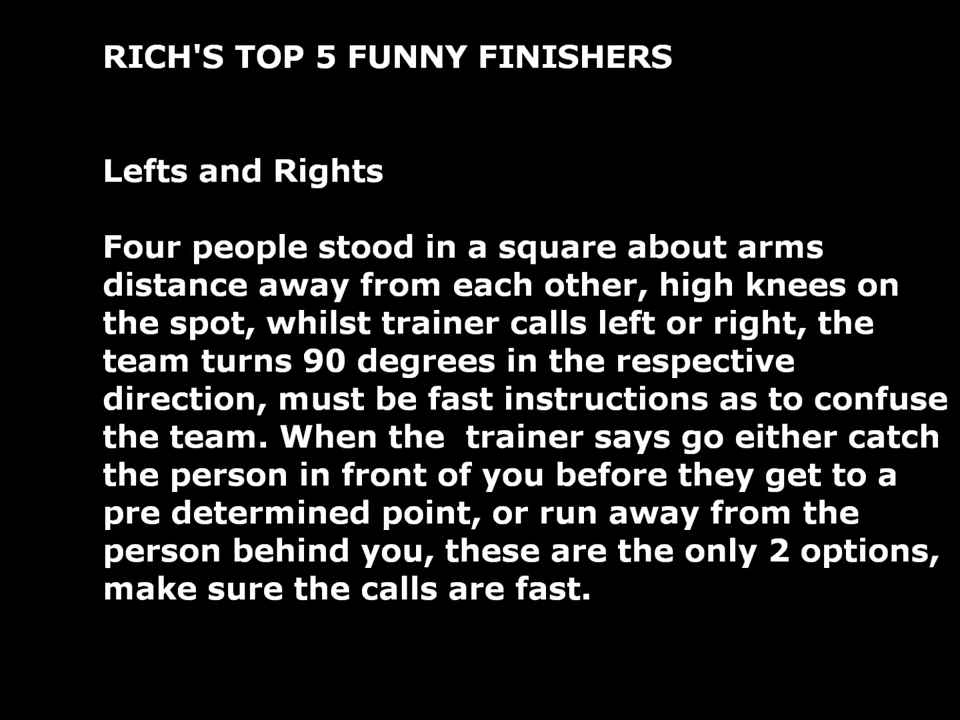 RICH'S TOP 5 FUNNY FINISHERS
Lefts and Rights
Four people stood in a square about arms
distance away from each other, high knees on
the spot, whilst trainer calls left or right, the
team turns 90 degrees in the respective
direction, must be fast instructions as to confuse
the team. When the  trainer says go either catch
the person in front of you before they get to a
pre determined point, or run away from the
person behind you, these are the only 2 options,
make sure the calls are fast.